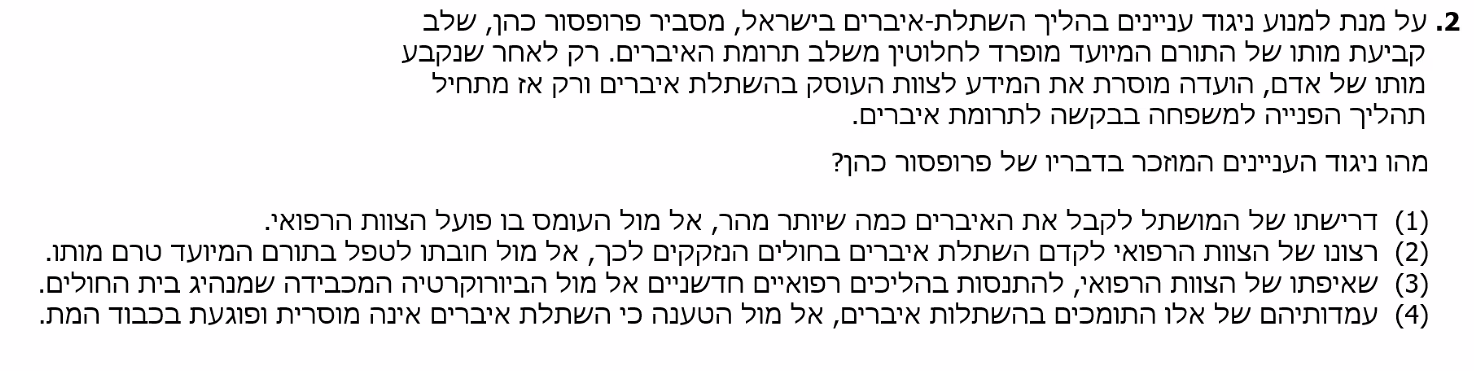 2. על מנת למנוע ניגוד עניינים בהליך השתלת-איברים בישראל, מסביר פרופסור כהן, שלב
קביעת מותו של התורם המיועד מופרד לחלוטין משלב תרומת האיברים. רק לאחר שנקבע
מותו של אדם, הועדה מוסרת את המידע לצוות העוסק בהשתלת איברים ורק אז מתחיל
תהליך הפנייה למשפחה בבקשה לתרומת איברים.
מהו ניגוד העניינים המוזכר בדבריו של פרופסור כהן?
(1) דרישתו של המושתל לקבל את האיברים כמה שיותר מהר, אל מול העומס בו פועל הצוות הרפואי.
(2) רצונו של הצוות הרפואי לקדם השתלת איברים בחולים הנזקקים לכך, אל מול חובתו לטפל בתורם המיועד טרם מותו.
(3) שאיפתו של הצוות הרפואי, להתנסות בהליכים רפואיים חדשניים אל מול הביורוקרטיה המכבידה שמנהיג בית החולים.
(4) עמדותיהם של אלו התומכים בהשתלות איברים, אל מול הטענה כי השתלת איברים אינה מוסרית ופוגעת בכבוד המת.